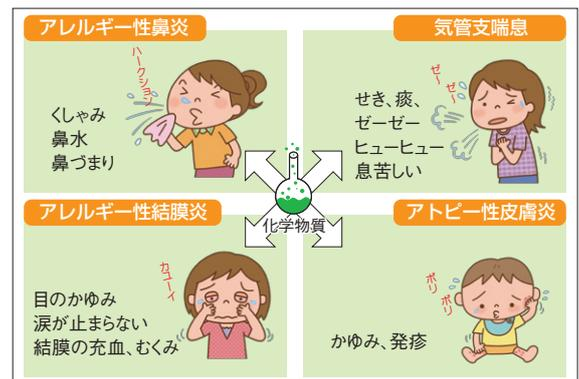 アレルギー性鼻炎
ハークション
くしゃみ
鼻水
鼻づまり
気管支喘息
ゼー
ゼー
せき、痰、
ゼーゼー
ヒューヒュー
息苦しい
化学物質
アレルギー性結膜炎
カユーイ
目のかゆみ
涙が止まらない
結膜の充血、むくみ
アトピー性皮膚炎
ポリ
ポリ
かゆみ、発疹